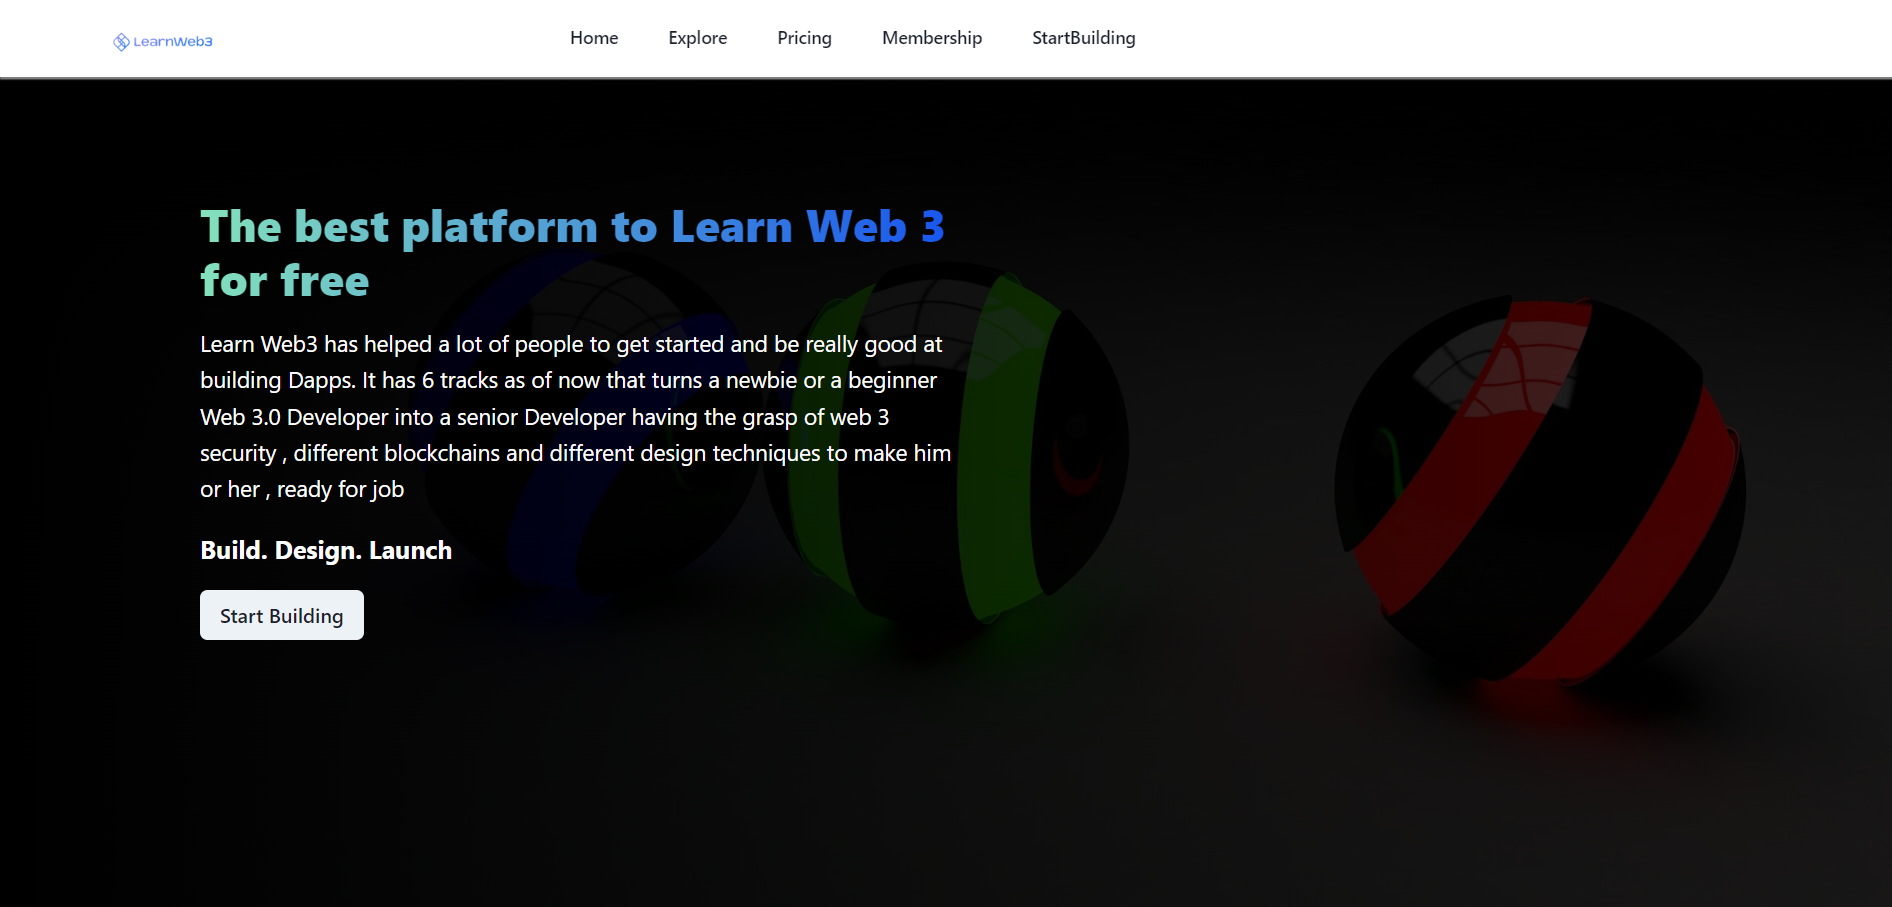 LearnWeb3
Home Explore Pricing Membership StartBuilding
The best platform to Learn Web 3
for free
Learn Web3 has helped a lot of people to get started and be really good at
building Dapps. It has 6 tracks as of now that turns a newbie or a beginner
Web 3.0 Developer into a senior Developer having the grasp of web 3
security , different blockchains and different design techniques to make him
or her , ready for job
Build. Design. Launch
Start Building